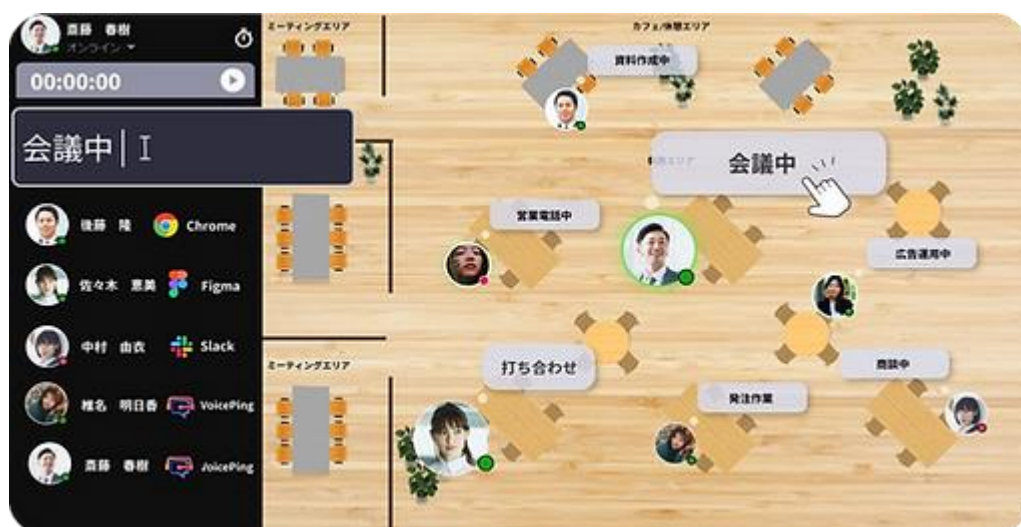 斎藤 春樹
オンライン
00:00:00
会議中
後藤 隆 Chrome
佐々木 恵美 Figma
中村 由衣 Slack
椎名 明日香 VoicePing
斎藤 春樹 VoicePing
ミーティングエリア
カフェ/休憩エリア
資料作成中
会議中
営業電話中
広告運用中
ミーティングエリア
打ち合わせ
商談中
発注作業